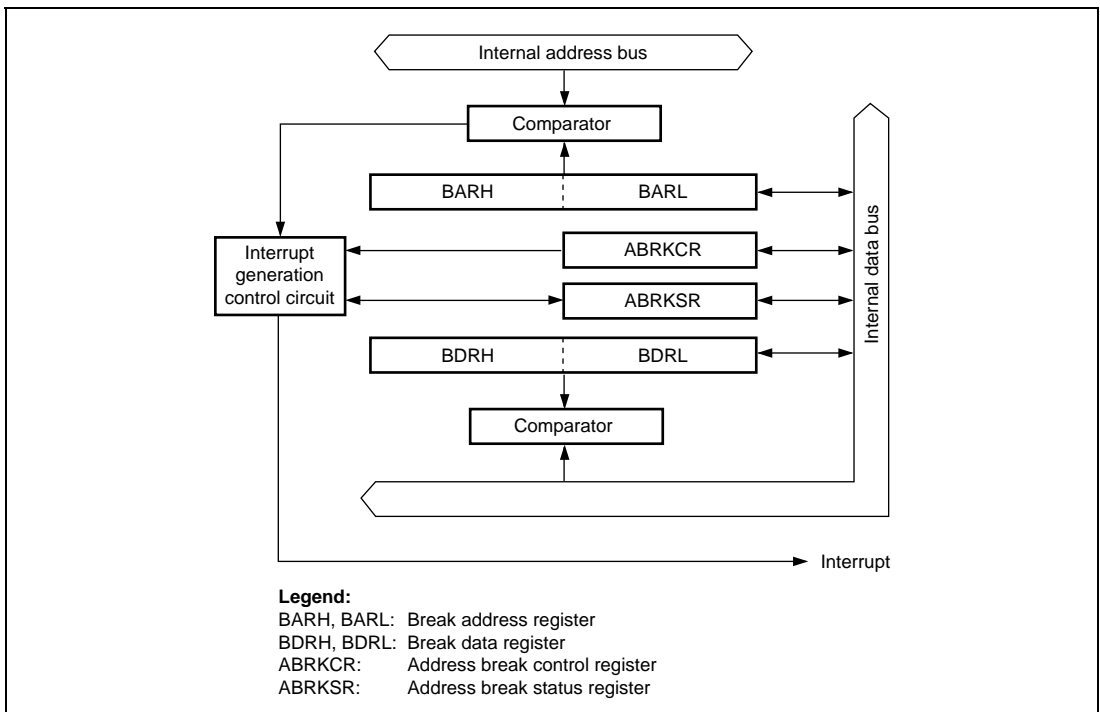 Internal address bus
Comparator
BARH BARL
Interrupt
generation
control circuit
ABRKCR
ABRKSR
Internal data bus
BDRH BDRL
Comparator
Interrupt
Legend:
BARH, BARL: Break address register
BDRH, BDRL: Break data register
ABRKCR: Address break control register
ABRKSR: Address break status register